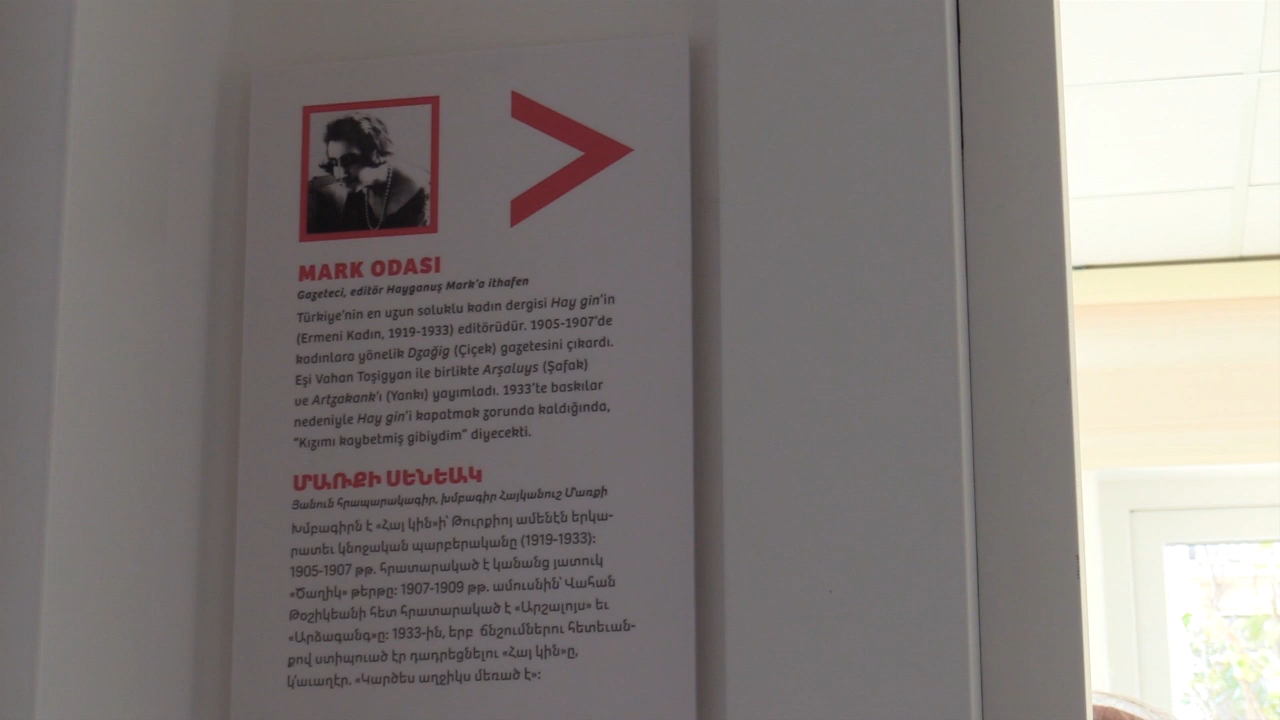 MARK ODASI
Gazeteci, editör Hayganuş Mark'a ithafen
Türkiye'nin en uzun soluklu kadın dergisi Hay gin'in
(Ermeni Kadın, 1919-1933) editörüdür. 1905-1907'de
kadınlara yönelik Dzağig (Çiçek) gazetesini çıkardı.
Eşi Vahan Toşigyan ile birlikte Arşaluys (Şafak)
ve Artzakank'ı (Yankı) yayımladı. 1933'te baskılar
nedeniyle Hay gin'i kapatmak zorunda kaldığında,
“Kızımı kaybetmiş gibiydim” diyecekti.
ՄԱՌՔԻ ՍԵՆԵԱԿ
Յանուն հրապարակագիր, խմբագիր Հայկանուշ Մառքի
Խմբագիրն է «Հայ կին»ի՝ Թուրքիոյ ամենէն երկա-
րատեւ կնոջական պարբերականը (1919-1933)։
1905-1907 թթ. հրատարակած է կանանց յատուկ
«Ծաղիկ» թերթը։ 1907-1909 թթ. ամուսնին՝ Վահան
Թօշիկեանի հետ հրատարակած է «Արշալոյս» եւ
«Արձագանգ»ը։ 1933-ին, երբ ճնշումներու հետեւան-
քով ստիպուած էր դադրեցնելու «Հայ կին»ը,
կ՛աւաղէր. «Կարծես աղջիկս մեռած է»։